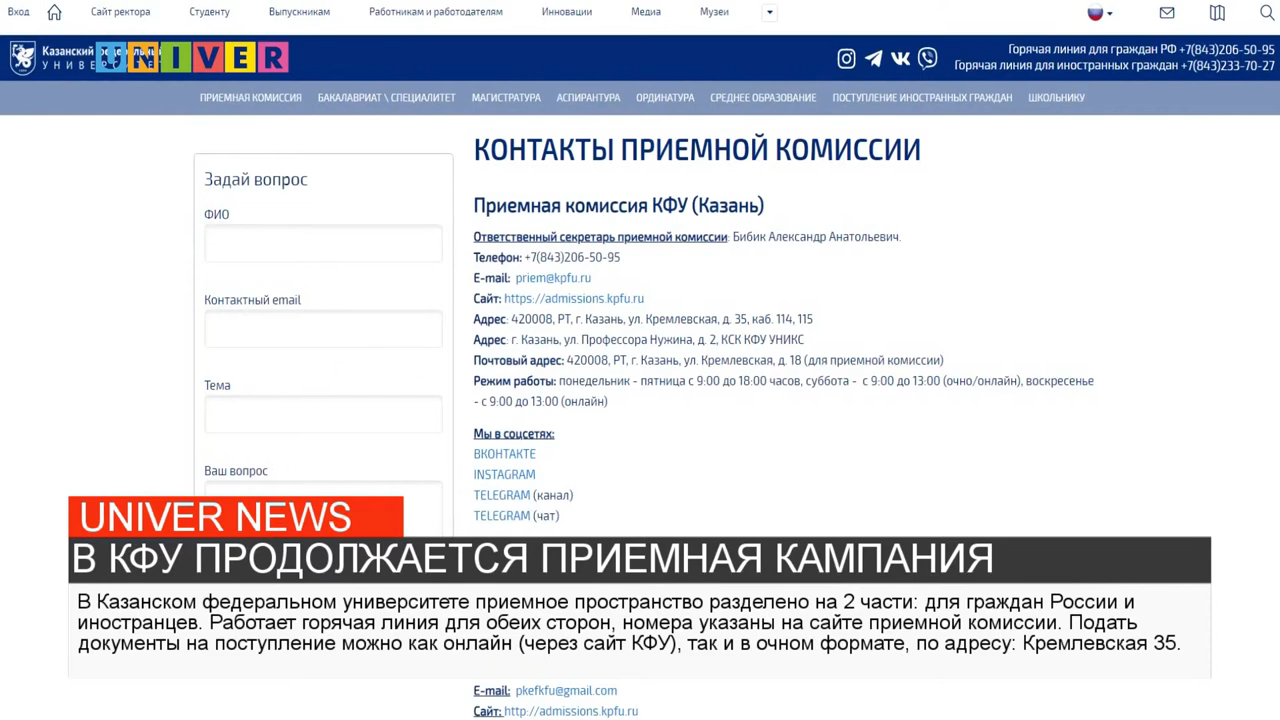 Вход Сайт ректора Студенту Выпускникам Работникам и работодателям Инновации Медиа Музеи
Казанский федеральный
УНИВЕ
UNIVER
Горячая линия для граждан РФ +7(843)206-50-95
Горячая линия для иностранных граждан +7(843)233-70-27
ПРИЕМНАЯ КОМИССИЯ БАКАЛАВРИАТ \ СПЕЦИАЛИТЕТ МАГИСТРАТУРА АСПИРАНТУРА ОРДИНАТУРА СРЕДНЕЕ ОБРАЗОВАНИЕ ПОСТУПЛЕНИЕ ИНОСТРАННЫХ ГРАЖДАН ШКОЛЬНИКУ
Задай вопрос
ФИО
Контактный email
Тема
Ваш вопрос
КОНТАКТЫ ПРИЕМНОЙ КОМИССИИ
Приемная комиссия КФУ (Казань)
Ответственный секретарь приемной комиссии: Бибик Александр Анатольевич.
Телефон: +7(843)206-50-95
E-mail: priem@kpfu.ru
Сайт: https://admissions.kpfu.ru
Адрес: 420008, РТ, г. Казань, ул. Кремлевская, д. 35, каб. 114, 115
Адрес: г. Казань, ул. Профессора Нужина, д. 2, КСК КФУ УНИКС
Почтовый адрес: 420008, РТ, г. Казань, ул. Кремлевская, д. 18 (для приемной комиссии)
Режим работы: понедельник - пятница с 9:00 до 18:00 часов, суббота - с 9:00 до 13:00 (очно/онлайн), воскресенье
- с 9:00 до 13:00 (онлайн)
Мы в соцсетях:
ВКОНТАКТЕ
INSTAGRAM
TELEGRAM (канал)
TELEGRAM (чат)
UNIVER NEWS
В КФУ ПРОДОЛЖАЕТСЯ ПРИЕМНАЯ КАМПАНИЯ
В Казанском федеральном университете приемное пространство разделено на 2 части: для граждан России и
иностранцев. Работает горячая линия для обеих сторон, номера указаны на сайте приемной комиссии. Подать
документы на поступление можно как онлайн (через сайт КФУ), так и в очном формате, по адресу: Кремлевская 35.
E-mail: pkefkfu@gmail.com
Сайт: http://admissions.kpfu.ru